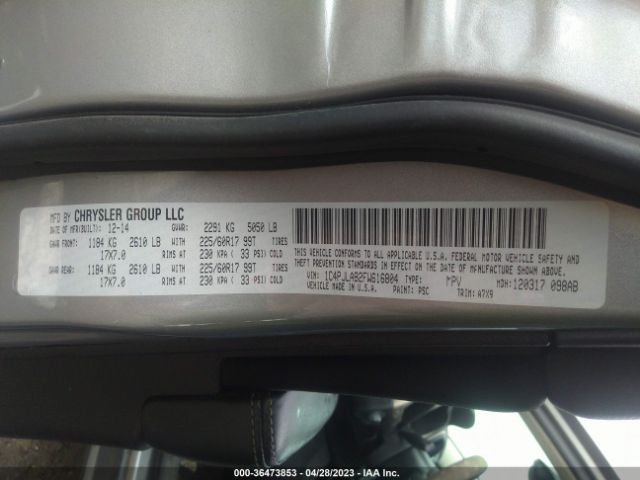 MFD BY CHRYSLER GROUP LLC
DATE OF MFR(BUILT): 12-14 GVWR: 2291 KG 5050 LB
GAWR FRONT: 1184 KG 2610 LB WITH 225/60R17 99T TIRES
17X7.0 RIMS AT 230 KPA ( 33 PSI) COLD
GAWR REAR: 1184 KG 2610 LB WITH 225/60R17 99T TIRES
17X7.0 RIMS AT 230 KPA ( 33 PSI) COLD
THIS VEHICLE CONFORMS TO ALL APPLICABLE U.S.A. FEDERAL MOTOR VEHICLE SAFETY AND
THEFT PREVENTION STANDARDS IN EFFECT ON THE DATE OF MANUFACTURE SHOWN ABOVE.
VIN: 1C4PJLAB2FW616804 MPV MDH: 120317 098AB
VEHICLE MADE IN U.S.A. PAINT: PSC TRIM: A7X9
000-36473853 - 04/28/2023 - IAA Inc.